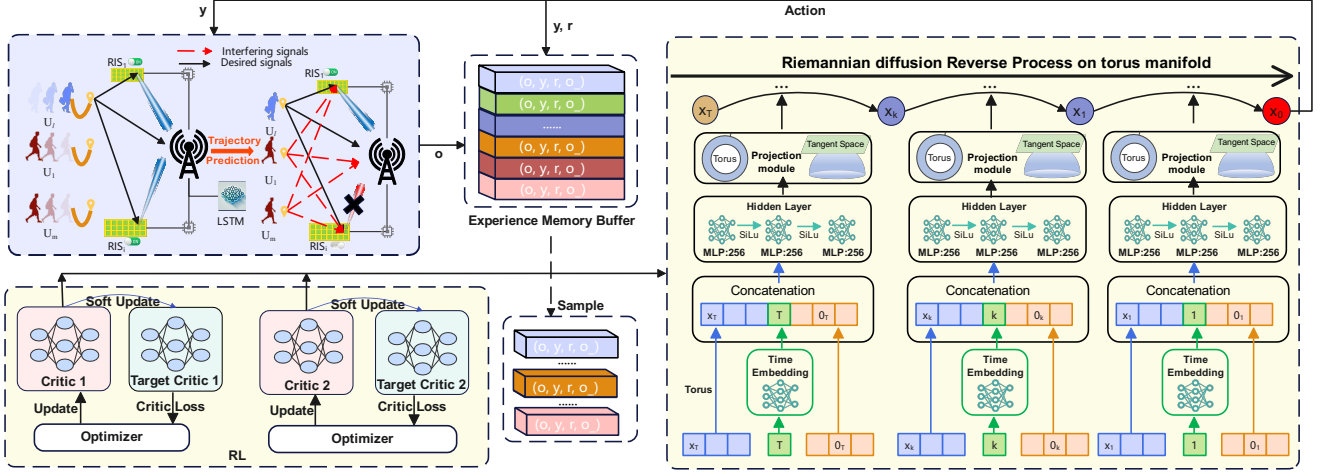 y
y, r
Action
Interfering signals
Desired signals
RIS1
RIS1
UI
U1
Um
UI
U1
Um
Trajectory
Prediction
LSTM
RISi
RISi
o
(o, y, r, o_)
(o, y, r, o_)
......
(o, y, r, o_)
(o, y, r, o_)
(o, y, r, o_)
Experience Memory Buffer
Sample
(o, y, r, o_)
......
(o, y, r, o_)
......
(o, y, r, o_)
Soft Update
Critic 1
Target Critic 1
Update
Critic Loss
Optimizer
Soft Update
Critic 2
Target Critic 2
Update
Critic Loss
Optimizer
RL
Riemannian diffusion Reverse Process on torus manifold
xT
...
xk
...
x1
...
x0
Torus
Projection
module
Tangent Space
Torus
Projection
module
Tangent Space
Torus
Projection
module
Tangent Space
Hidden Layer
SiLu SiLu
MLP:256 MLP:256 MLP:256
Hidden Layer
SiLu SiLu
MLP:256 MLP:256 MLP:256
Hidden Layer
SiLu SiLu
MLP:256 MLP:256 MLP:256
Concatenation
xT T 0T
Concatenation
xk k 0k
Concatenation
x1 1 01
Time
Embedding
Time
Embedding
Time
Embedding
Torus
xT T 0T
xk k 0k
x1 1 01